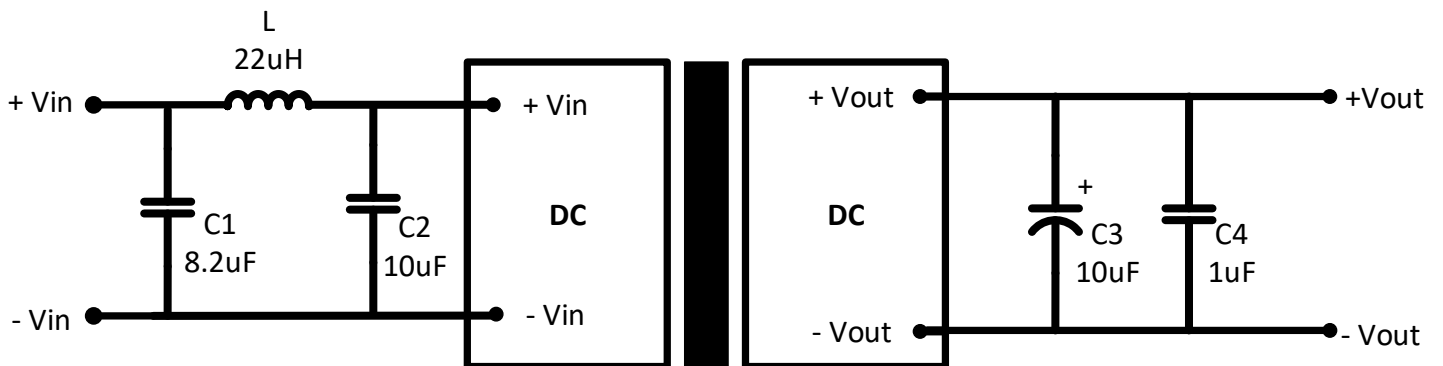 L
22uH
+ Vin
+ Vin
+ Vout
+Vout
C1
8.2uF
C2
10uF
DC
DC
+
C3
10uF
C4
1uF
- Vin
- Vin
- Vout
- Vout